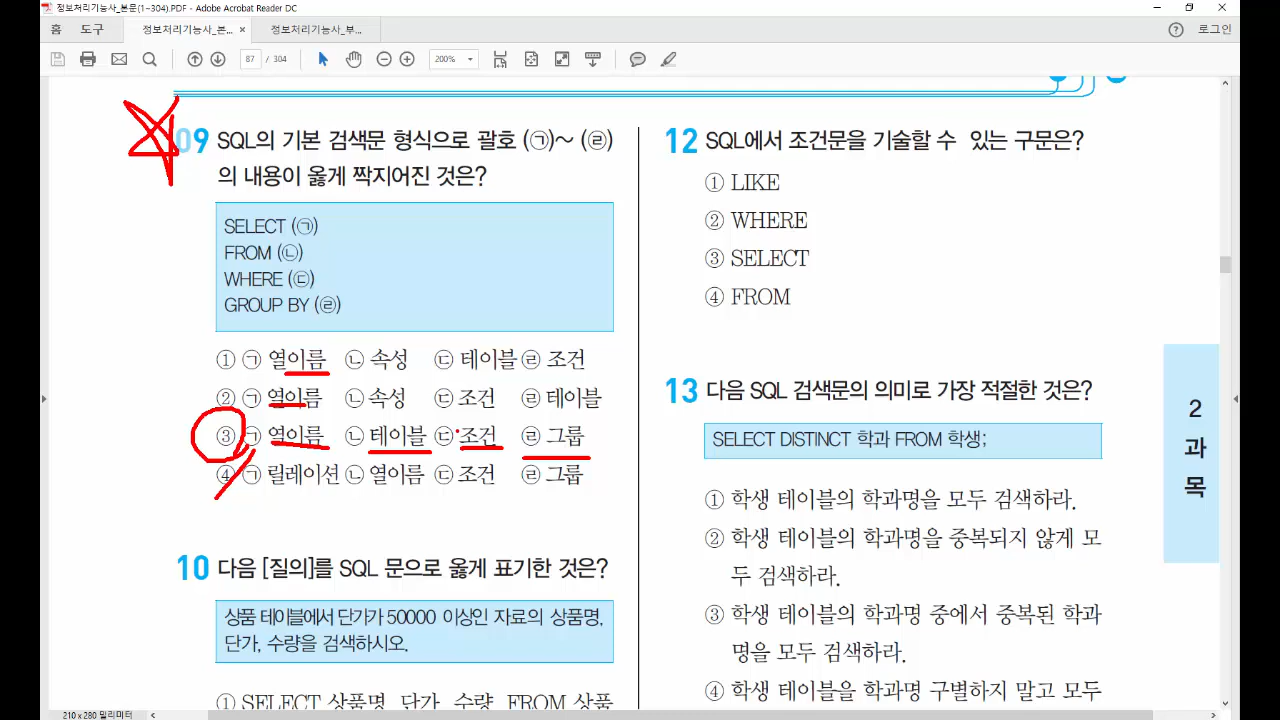 정보처리기능사_본문(1~304).PDF - Adobe Acrobat Reader DC
홈 도구 정보처리기능사_본... × 정보처리기능사_부...
로그인
87 / 304 200%
09 SQL의 기본 검색문 형식으로 괄호 (㉠)~ (㉣)
의 내용이 옳게 짝지어진 것은?
SELECT (㉠)
FROM (㉡)
WHERE (㉢)
GROUP BY (㉣)
① ㉠ 열이름 ㉡ 속성 ㉢ 테이블 ㉣ 조건
② ㉠ 열이름 ㉡ 속성 ㉢ 조건 ㉣ 테이블
③ ㉠ 열이름 ㉡ 테이블 ㉢ 조건 ㉣ 그룹
④ ㉠ 릴레이션 ㉡ 열이름 ㉢ 조건 ㉣ 그룹
10 다음 [질의]를 SQL 문으로 옳게 표기한 것은?
상품 테이블에서 단가가 50000 이상인 자료의 상품명,
단가, 수량을 검색하시오.
① SELECT 상품명, 단가, 수량 FROM 상품
12 SQL에서 조건문을 기술할 수 있는 구문은?
① LIKE
② WHERE
③ SELECT
④ FROM
13 다음 SQL 검색문의 의미로 가장 적절한 것은?
SELECT DISTINCT 학과 FROM 학생;
① 학생 테이블의 학과명을 모두 검색하라.
② 학생 테이블의 학과명을 중복되지 않게 모
두 검색하라.
③ 학생 테이블의 학과명 중에서 중복된 학과
명을 모두 검색하라.
④ 학생 테이블을 학과명 구별하지 말고 모두
2
과
목
210 x 280 밀리미터